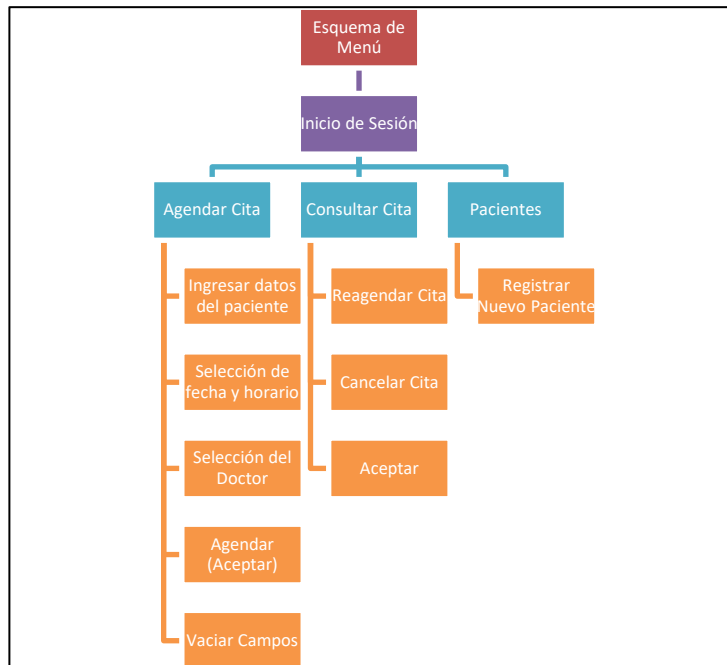 Esquema de
Menú
Inicio de Sesión
Agendar Cita
Consultar Cita
Pacientes
Ingresar datos
del paciente
Reagendar Cita
Registrar
Nuevo Paciente
Selección de
fecha y horario
Cancelar Cita
Selección del
Doctor
Aceptar
Agendar
(Aceptar)
Vaciar Campos